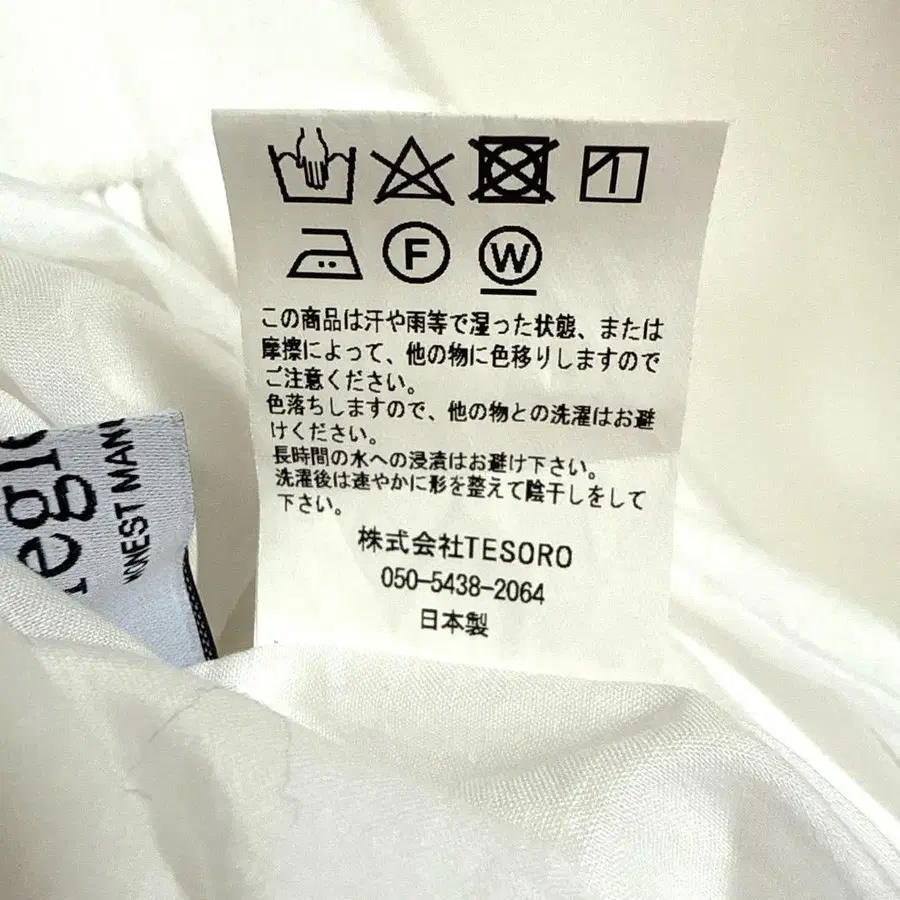 F
W
この商品は汗や雨等で湿った状態、または
摩擦によって、他の物に色移りしますので
ご注意ください。
色落ちしますので、他の物との洗濯はお避
けください。
長時間の水への浸漬はお避け下さい。
洗濯後は速やかに形を整えて陰干しをして
下さい。
株式会社TESORO
050-5438-2064
日本製